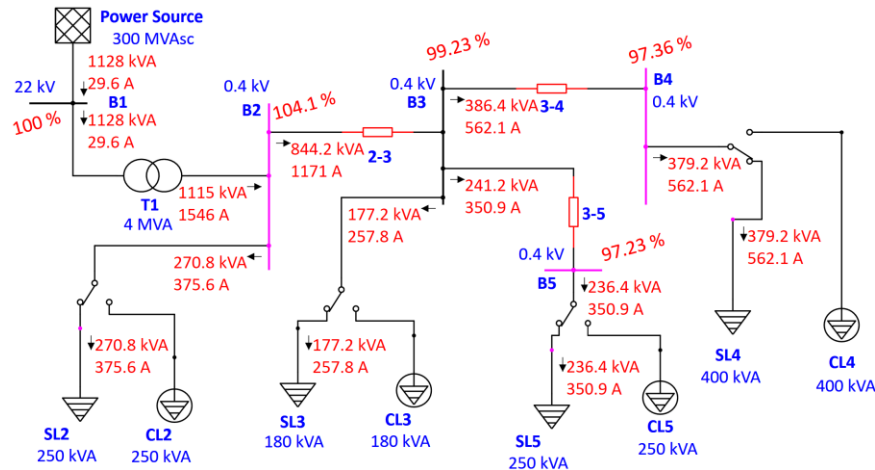 Power Source
300 MVAsc
1128 kVA
29.6 A
22 kV
B1
100 %
1128 kVA
29.6 A
T1
4 MVA
1115 kVA
1546 A
0.4 kV
B2
104.1 %
844.2 kVA
1171 A
2-3
270.8 kVA
375.6 A
270.8 kVA
375.6 A
SL2
250 kVA
CL2
250 kVA
99.23 %
0.4 kV
B3
386.4 kVA
562.1 A
3-4
241.2 kVA
350.9 A
3-5
177.2 kVA
257.8 A
177.2 kVA
257.8 A
SL3
180 kVA
CL3
180 kVA
0.4 kV
97.23 %
B5
236.4 kVA
350.9 A
236.4 kVA
350.9 A
SL5
250 kVA
CL5
250 kVA
97.36 %
B4
0.4 kV
379.2 kVA
562.1 A
379.2 kVA
562.1 A
SL4
400 kVA
CL4
400 kVA